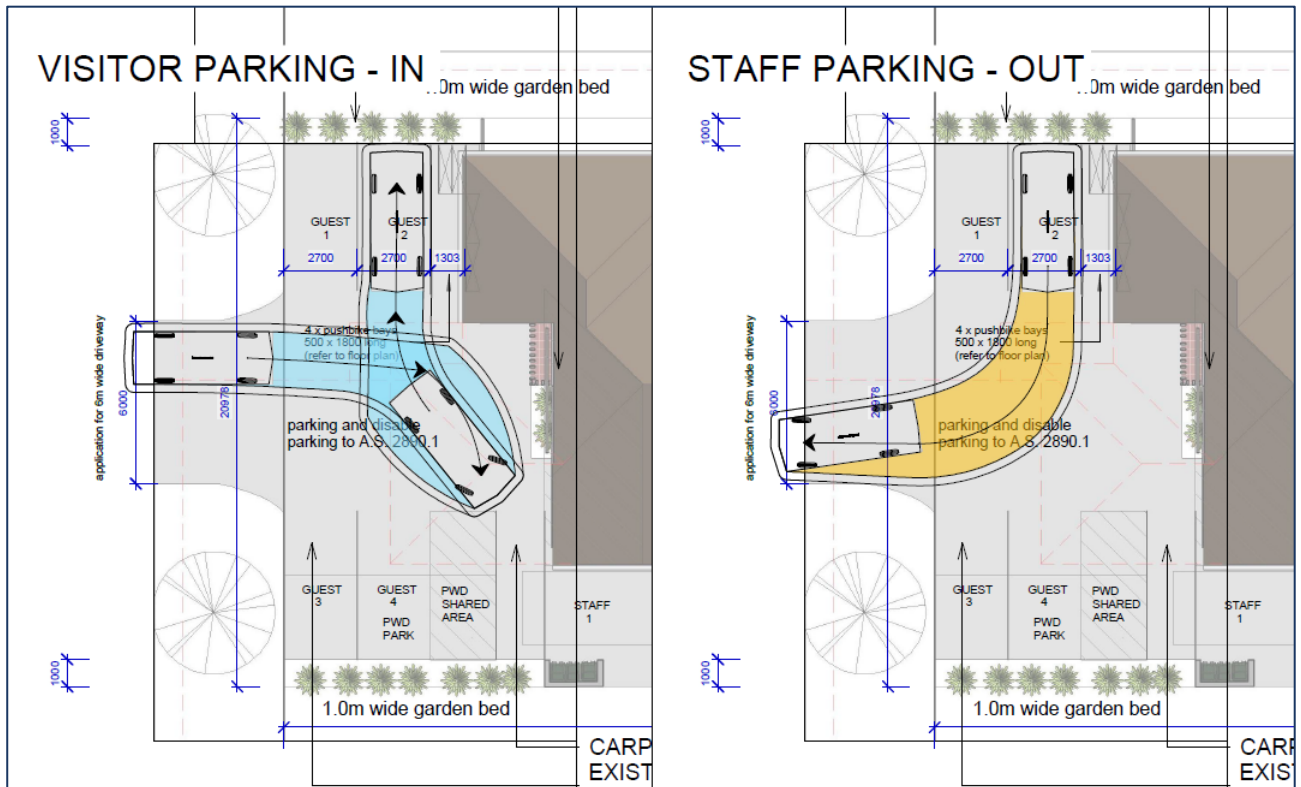 VISITOR PARKING - IN
.0m wide garden bed
1000
GUEST
1
GUEST
2
2700
2700
1303
4 x pushbike bays
500 x 1800 long
(refer to floor plan)
application for 6m wide driveway
6000
20978
parking and disable
parking to A.S. 2890.1
GUEST
3
GUEST
4
PWD
PARK
PWD
SHARED
AREA
STAFF
1
1000
1.0m wide garden bed
CARP
EXIST
STAFF PARKING - OUT
.0m wide garden bed
1000
GUEST
1
GUEST
2
2700
2700
1303
4 x pushbike bays
500 x 1800 long
(refer to floor plan)
application for 6m wide driveway
6000
20978
parking and disable
parking to A.S. 2890.1
GUEST
3
GUEST
4
PWD
PARK
PWD
SHARED
AREA
STAFF
1
1000
1.0m wide garden bed
CARP
EXIST